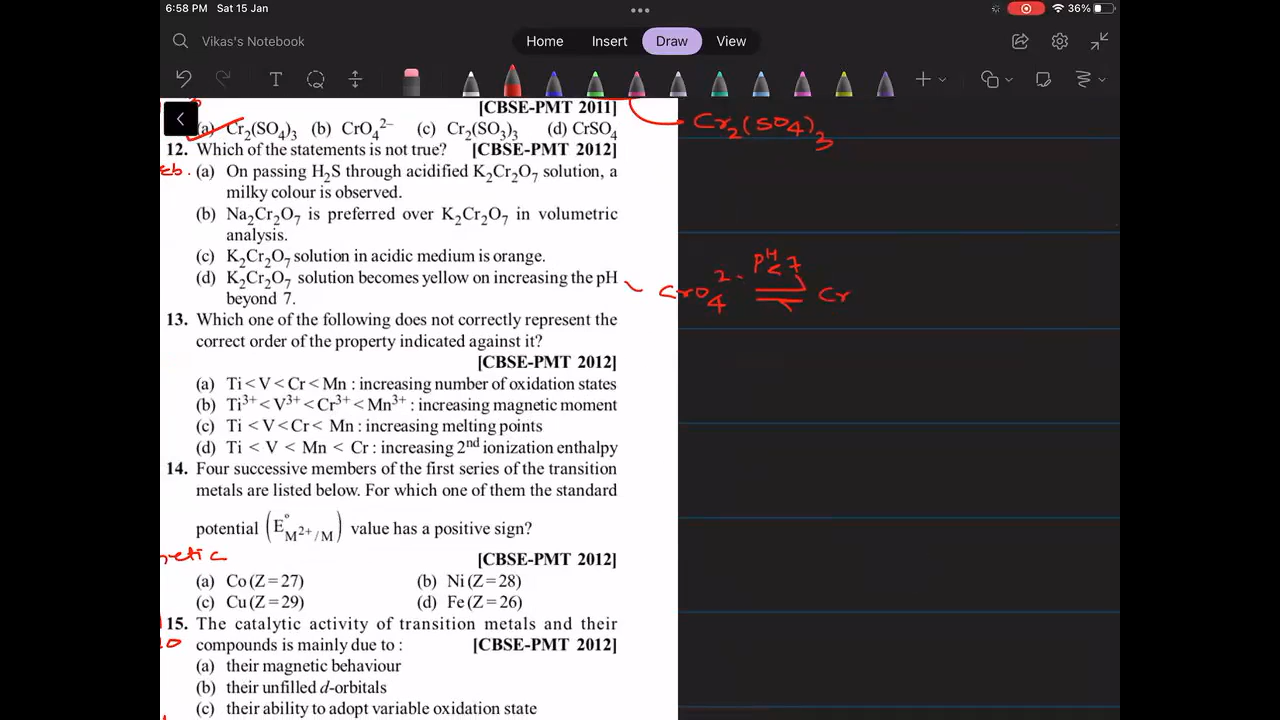 6:58 PM Sat 15 Jan
36%
Vikas's Notebook
Home Insert Draw View
[CBSE-PMT 2011]
(a) Cr₂(SO₄)₃ (b) CrO₄²⁻ (c) Cr₂(SO₃)₃ (d) CrSO₄
Cr₂(SO₄)₃
12. Which of the statements is not true? [CBSE-PMT 2012]
(a) On passing H₂S through acidified K₂Cr₂O₇ solution, a
milky colour is observed.
(b) Na₂Cr₂O₇ is preferred over K₂Cr₂O₇ in volumetric
analysis.
(c) K₂Cr₂O₇ solution in acidic medium is orange.
(d) K₂Cr₂O₇ solution becomes yellow on increasing the pH
beyond 7.
pH < 7
CrO₄²⁻ ⇌ Cr
13. Which one of the following does not correctly represent the
correct order of the property indicated against it?
[CBSE-PMT 2012]
(a) Ti < V < Cr < Mn : increasing number of oxidation states
(b) Ti³⁺ < V³⁺ < Cr³⁺ < Mn³⁺ : increasing magnetic moment
(c) Ti < V < Cr < Mn : increasing melting points
(d) Ti < V < Mn < Cr : increasing 2nd ionization enthalpy
14. Four successive members of the first series of the transition
metals are listed below. For which one of them the standard
potential (E°M²⁺/M) value has a positive sign?
[CBSE-PMT 2012]
(a) Co (Z = 27) (b) Ni (Z = 28)
(c) Cu (Z = 29) (d) Fe (Z = 26)
15. The catalytic activity of transition metals and their
compounds is mainly due to : [CBSE-PMT 2012]
(a) their magnetic behaviour
(b) their unfilled d-orbitals
(c) their ability to adopt variable oxidation state